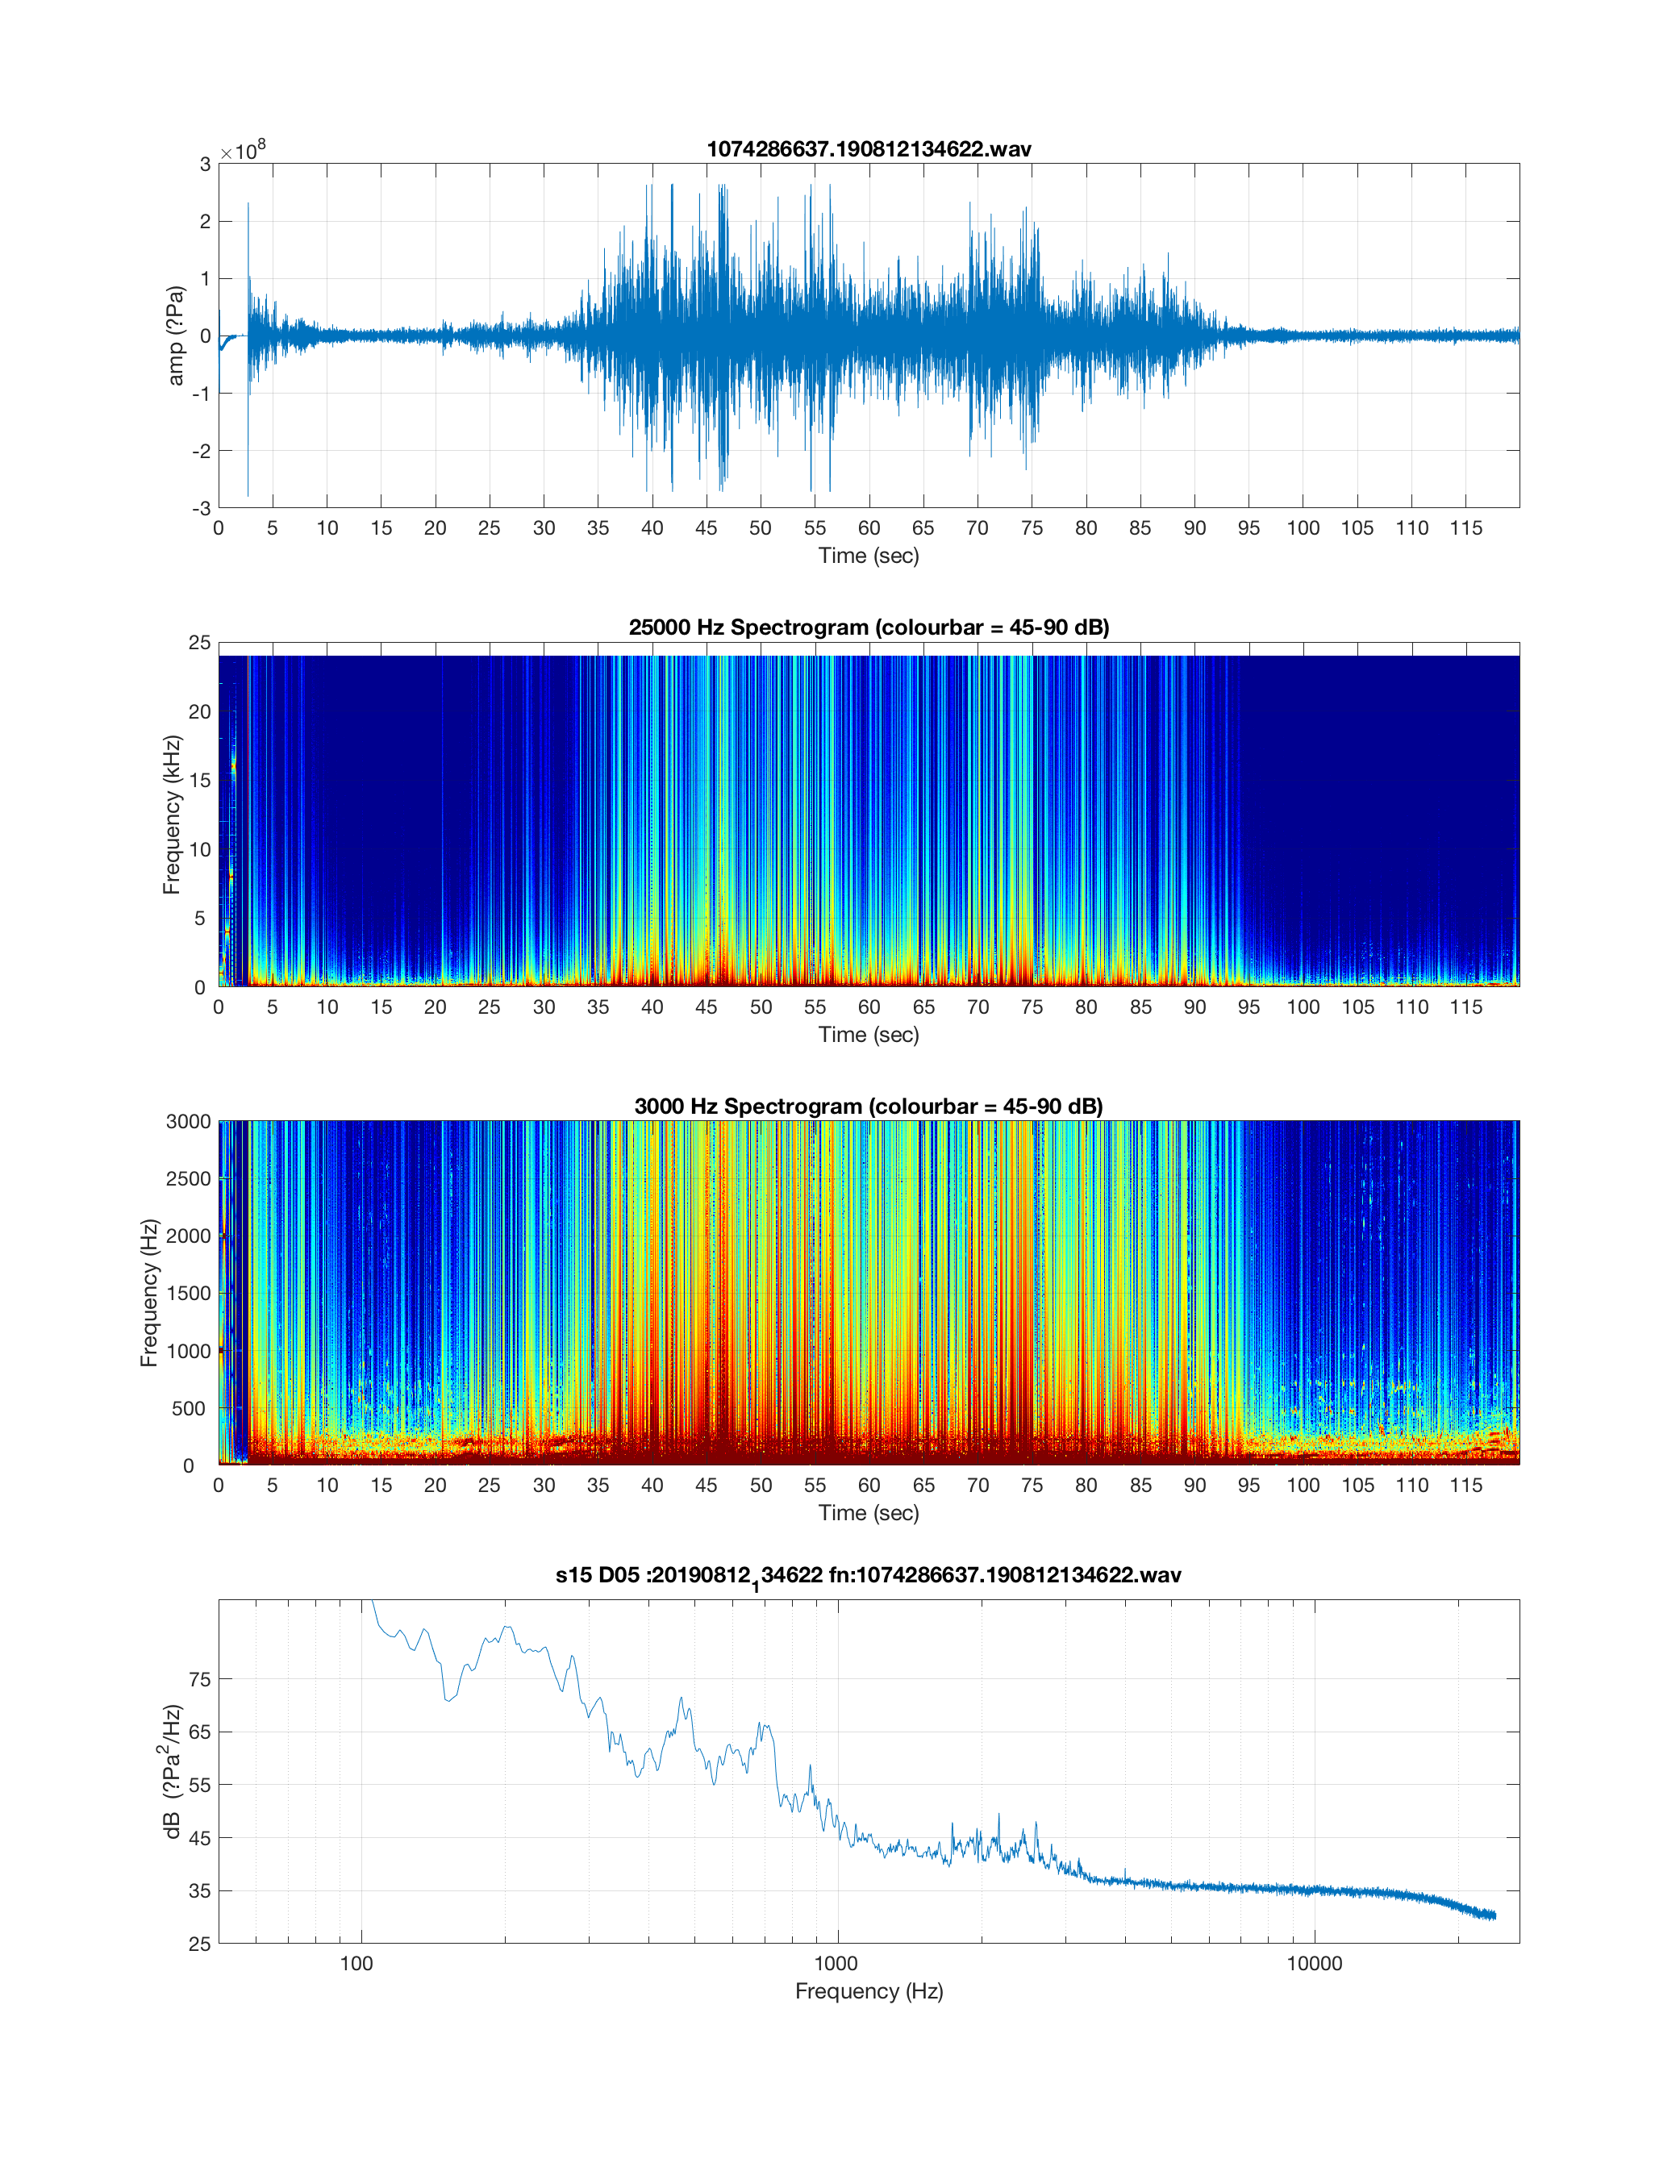 1074286637.190812134622.wav
×10^8
3
2
1
0
-1
-2
-3
amp (?Pa)
0 5 10 15 20 25 30 35 40 45 50 55 60 65 70 75 80 85 90 95 100 105 110 115
Time (sec)
25000 Hz Spectrogram (colourbar = 45-90 dB)
25
20
15
10
5
0
Frequency (kHz)
0 5 10 15 20 25 30 35 40 45 50 55 60 65 70 75 80 85 90 95 100 105 110 115
Time (sec)
3000 Hz Spectrogram (colourbar = 45-90 dB)
3000
2500
2000
1500
1000
500
0
Frequency (Hz)
0 5 10 15 20 25 30 35 40 45 50 55 60 65 70 75 80 85 90 95 100 105 110 115
Time (sec)
s15 D05 :20190812_134622 fn:1074286637.190812134622.wav
75
65
55
45
35
25
dB (?Pa^2/Hz)
100 1000 10000
Frequency (Hz)